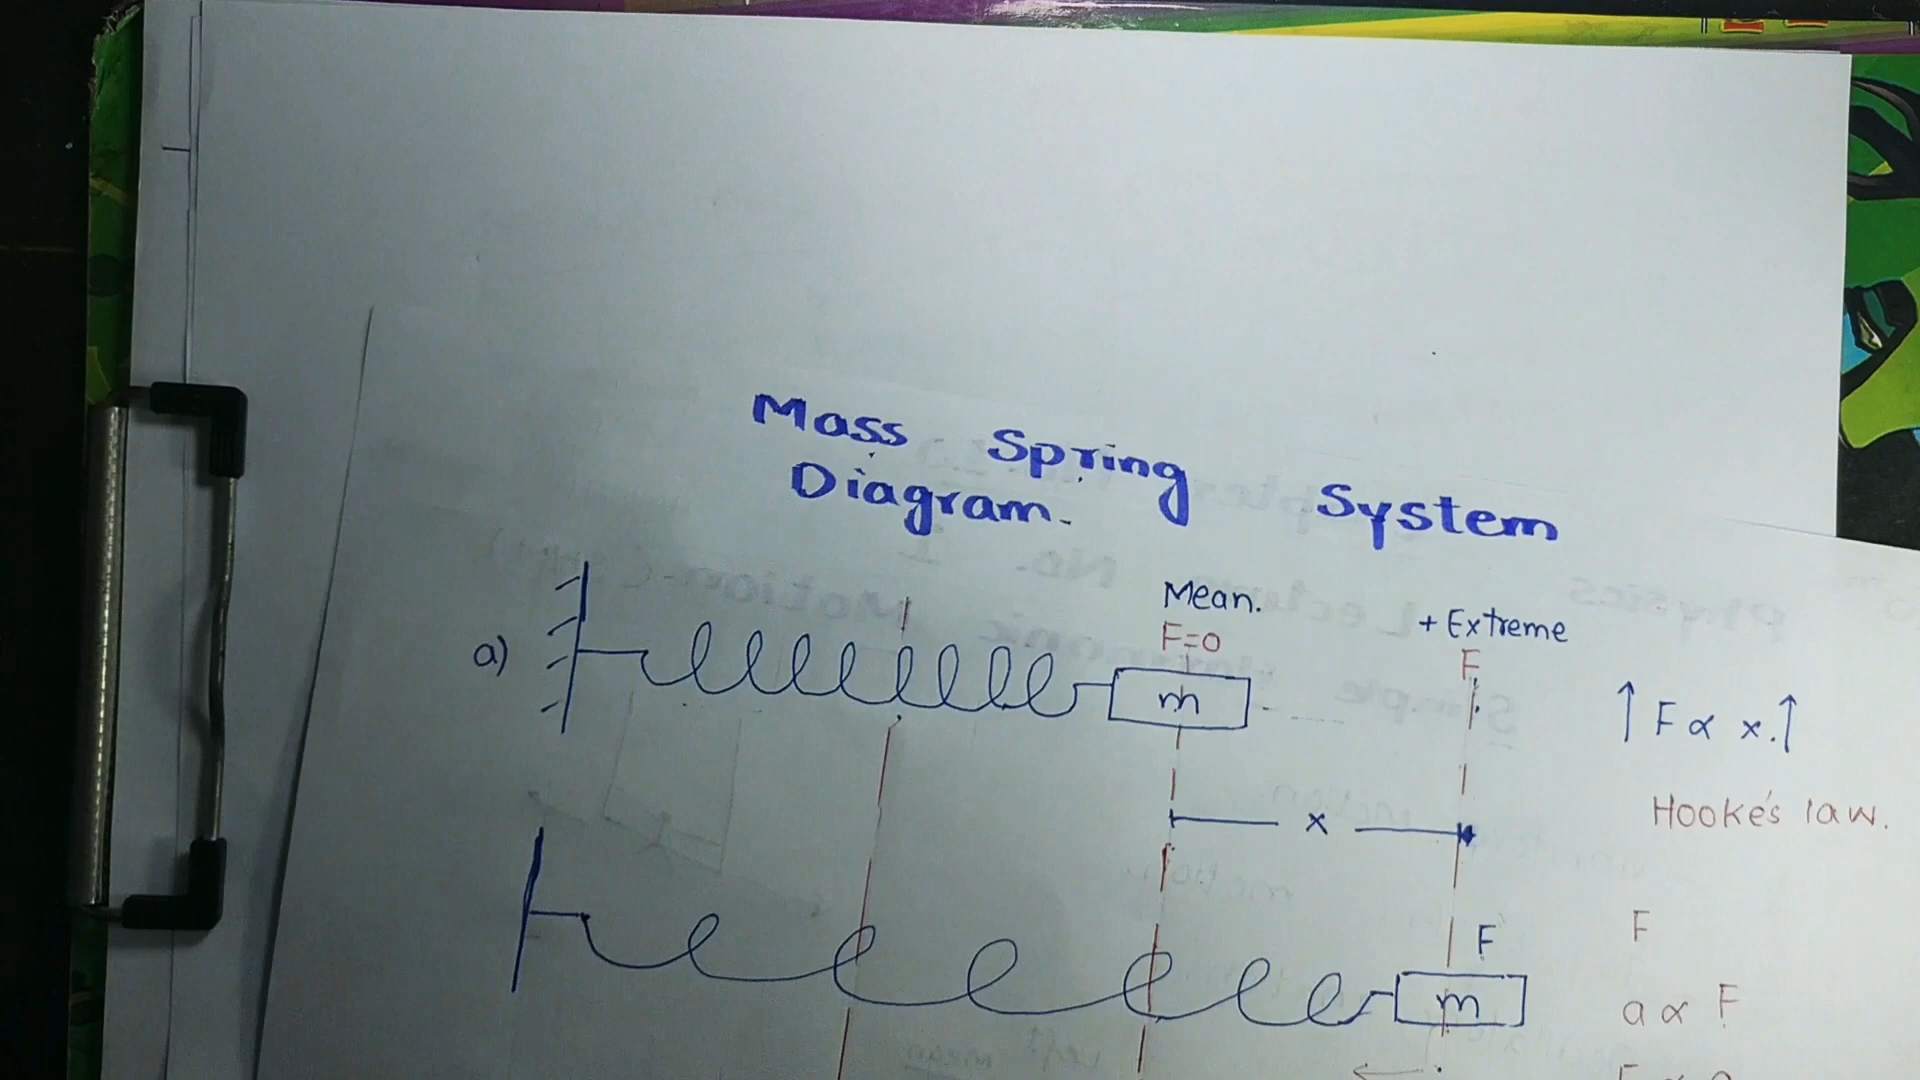 Mass Spring System
Diagram.
a)
Mean.
F=0
+ Extreme
F
m
↑ F ∝ x. ↑
x
Hooke's law.
F
m
F
a ∝ F